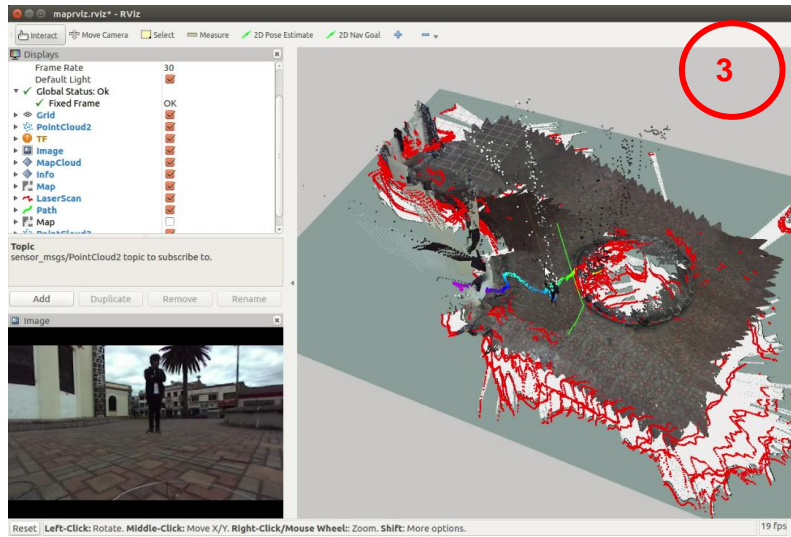 maprviz.rviz* - RViz
Interact Move Camera Select Measure 2D Pose Estimate 2D Nav Goal
Displays
Frame Rate 30
Default Light
Global Status: Ok
Fixed Frame OK
Grid
PointCloud2
TF
Image
MapCloud
Info
Map
LaserScan
Path
Map
PointCloud2
Topic
sensor_msgs/PointCloud2 topic to subscribe to.
Add Duplicate Remove Rename
Image
3
Reset Left-Click: Rotate. Middle-Click: Move X/Y. Right-Click/Mouse Wheel:: Zoom. Shift: More options. 19 fps